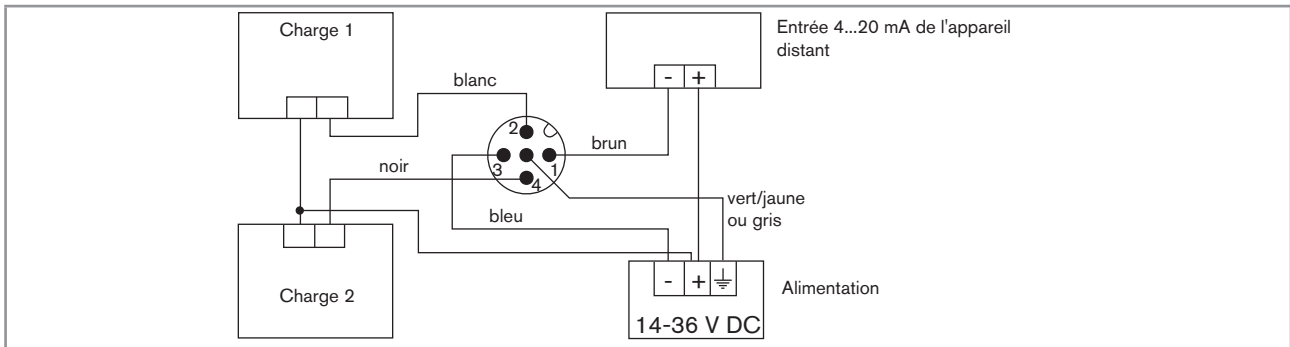 Charge 1
Entrée 4...20 mA de l'appareil
distant
- +
blanc
2
brun
3
1
noir
4
vert/jaune
ou gris
bleu
- +
Alimentation
Charge 2
14-36 V DC